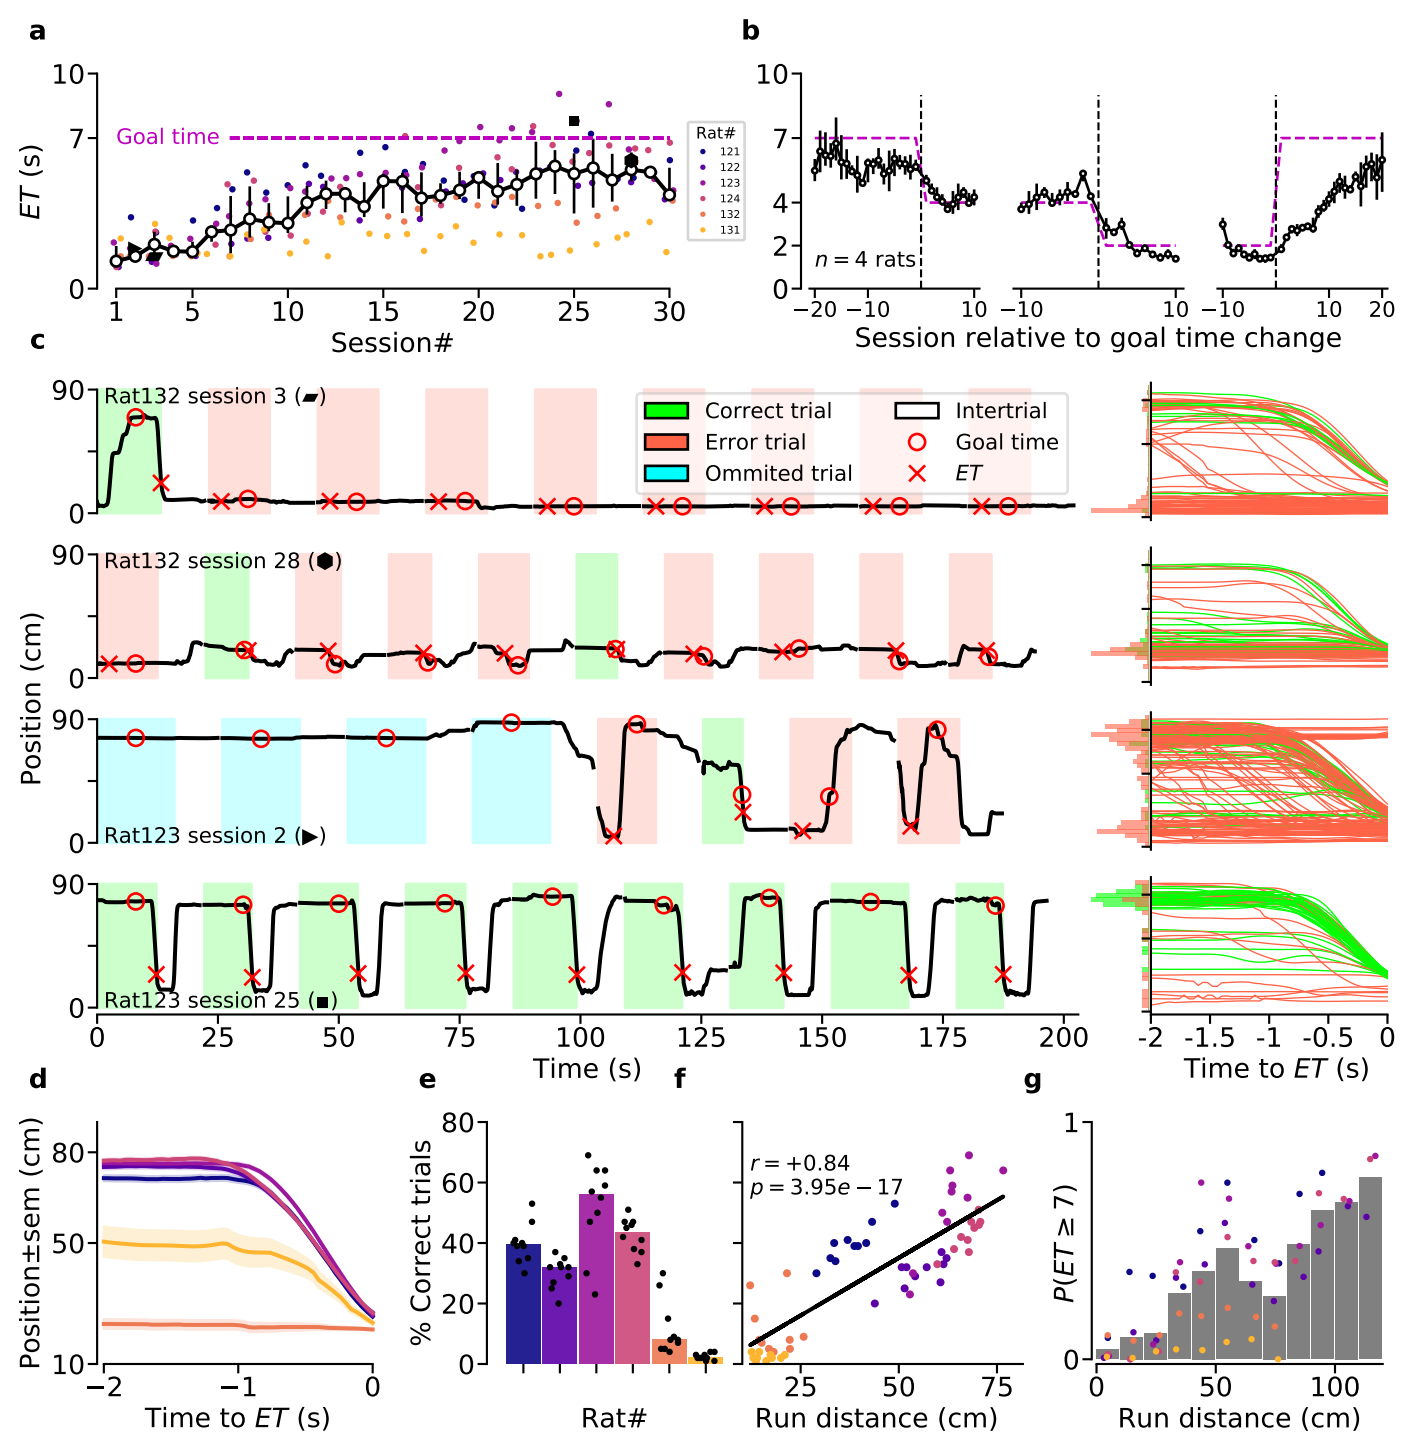 a
b
10
7
0
ET (s)
Goal time
Rat#
121
122
123
124
132
131
1
5
10
15
20
25
30
Session#
10
7
4
2
0
n = 4 rats
−20
−10
10
−10
10
−10
10
20
Session relative to goal time change
c
90
0
Rat132 session 3 (▰)
Correct trial
Error trial
Ommited trial
Intertrial
Goal time
ET
90
0
Rat132 session 28 (⬢)
Position (cm)
90
0
Rat123 session 2 (▶)
90
0
Rat123 session 25 (■)
0
25
50
75
100
125
150
175
200
Time (s)
-2
-1.5
-1
-0.5
0
Time to ET (s)
d
e
f
g
80
50
10
Position±sem (cm)
−2
−1
0
Time to ET (s)
80
60
40
20
0
% Correct trials
Rat#
r = +0.84
p = 3.95e − 17
25
50
75
Run distance (cm)
1
0
P(ET ≥ 7)
0
50
100
Run distance (cm)